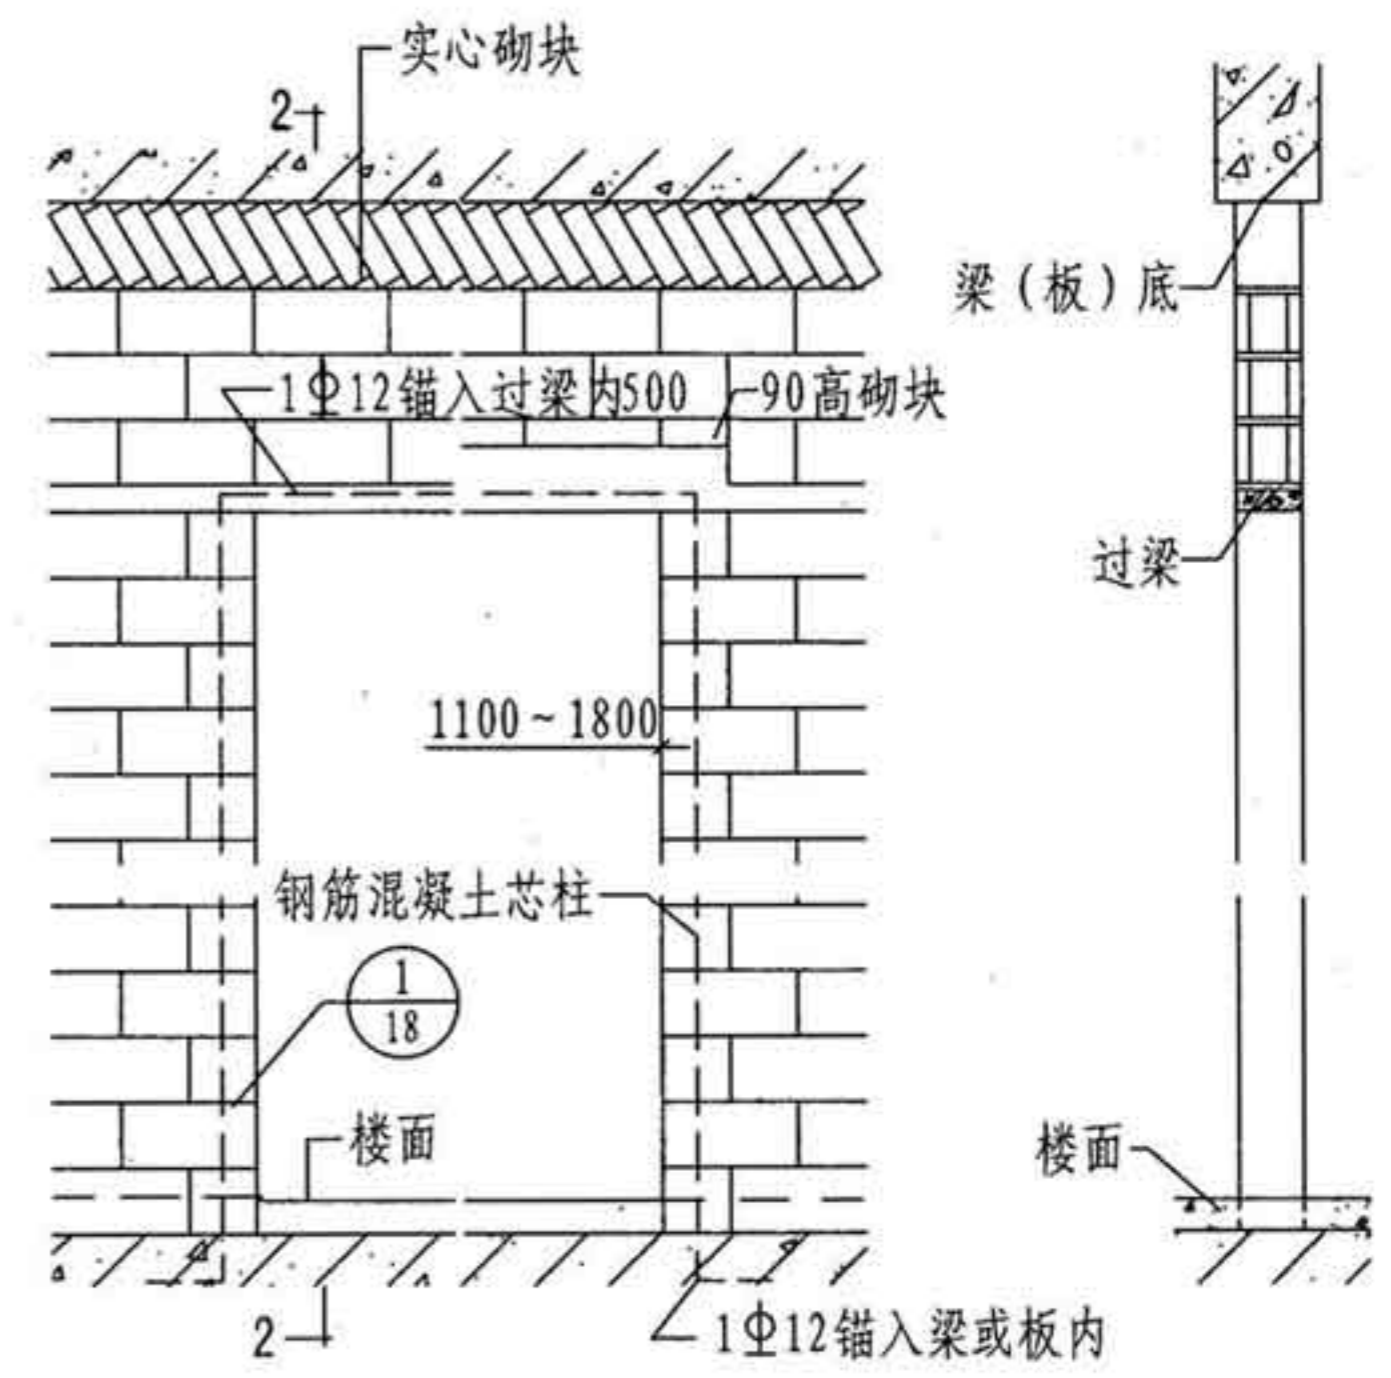 实心砌块
2
梁（板）底
1Φ12锚入过梁内500
90高砌块
过梁
1100~1800
钢筋混凝土芯柱
1
18
楼面
楼面
2
1Φ12锚入梁或板内